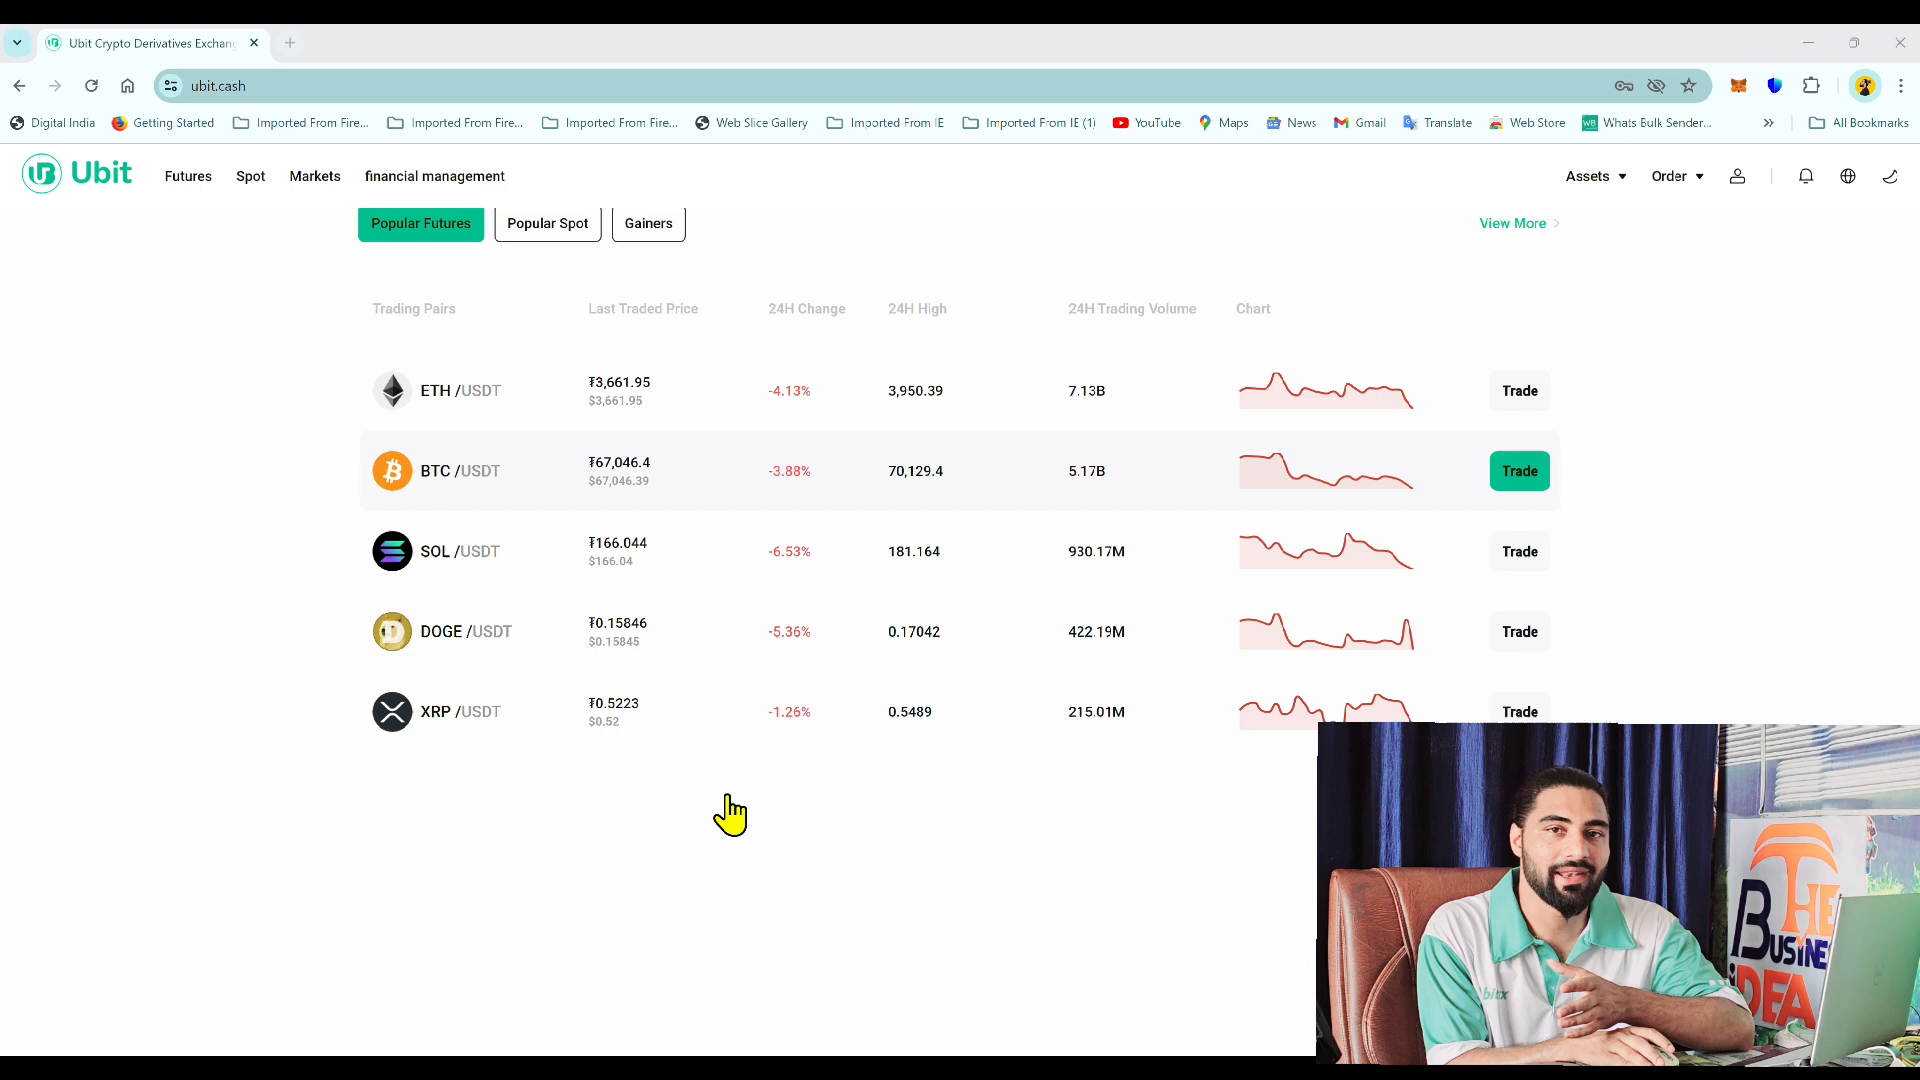 Ubit Crypto Derivatives Exchang
ubit.cash
Digital India
Getting Started
Imported From Fire...
Imported From Fire...
Imported From Fire...
Web Slice Gallery
Imported From IE
Imported From IE (1)
YouTube
Maps
News
Gmail
Translate
Web Store
WB
Whats Bulk Sender...
All Bookmarks
Ubit
Futures
Spot
Markets
financial management
Assets
Order
Popular Futures
Popular Spot
Gainers
View More
Trading Pairs
Last Traded Price
24H Change
24H High
24H Trading Volume
Chart
ETH /USDT
₮3,661.95
$3,661.95
-4.13%
3,950.39
7.13B
Trade
BTC /USDT
₮67,046.4
$67,046.39
-3.88%
70,129.4
5.17B
Trade
SOL /USDT
₮166.044
$166.04
-6.53%
181.164
930.17M
Trade
DOGE /USDT
₮0.15846
$0.15845
-5.36%
0.17042
422.19M
Trade
XRP /USDT
₮0.5223
$0.52
-1.26%
0.5489
215.01M
Trade
THE
BUSINE
IDEA